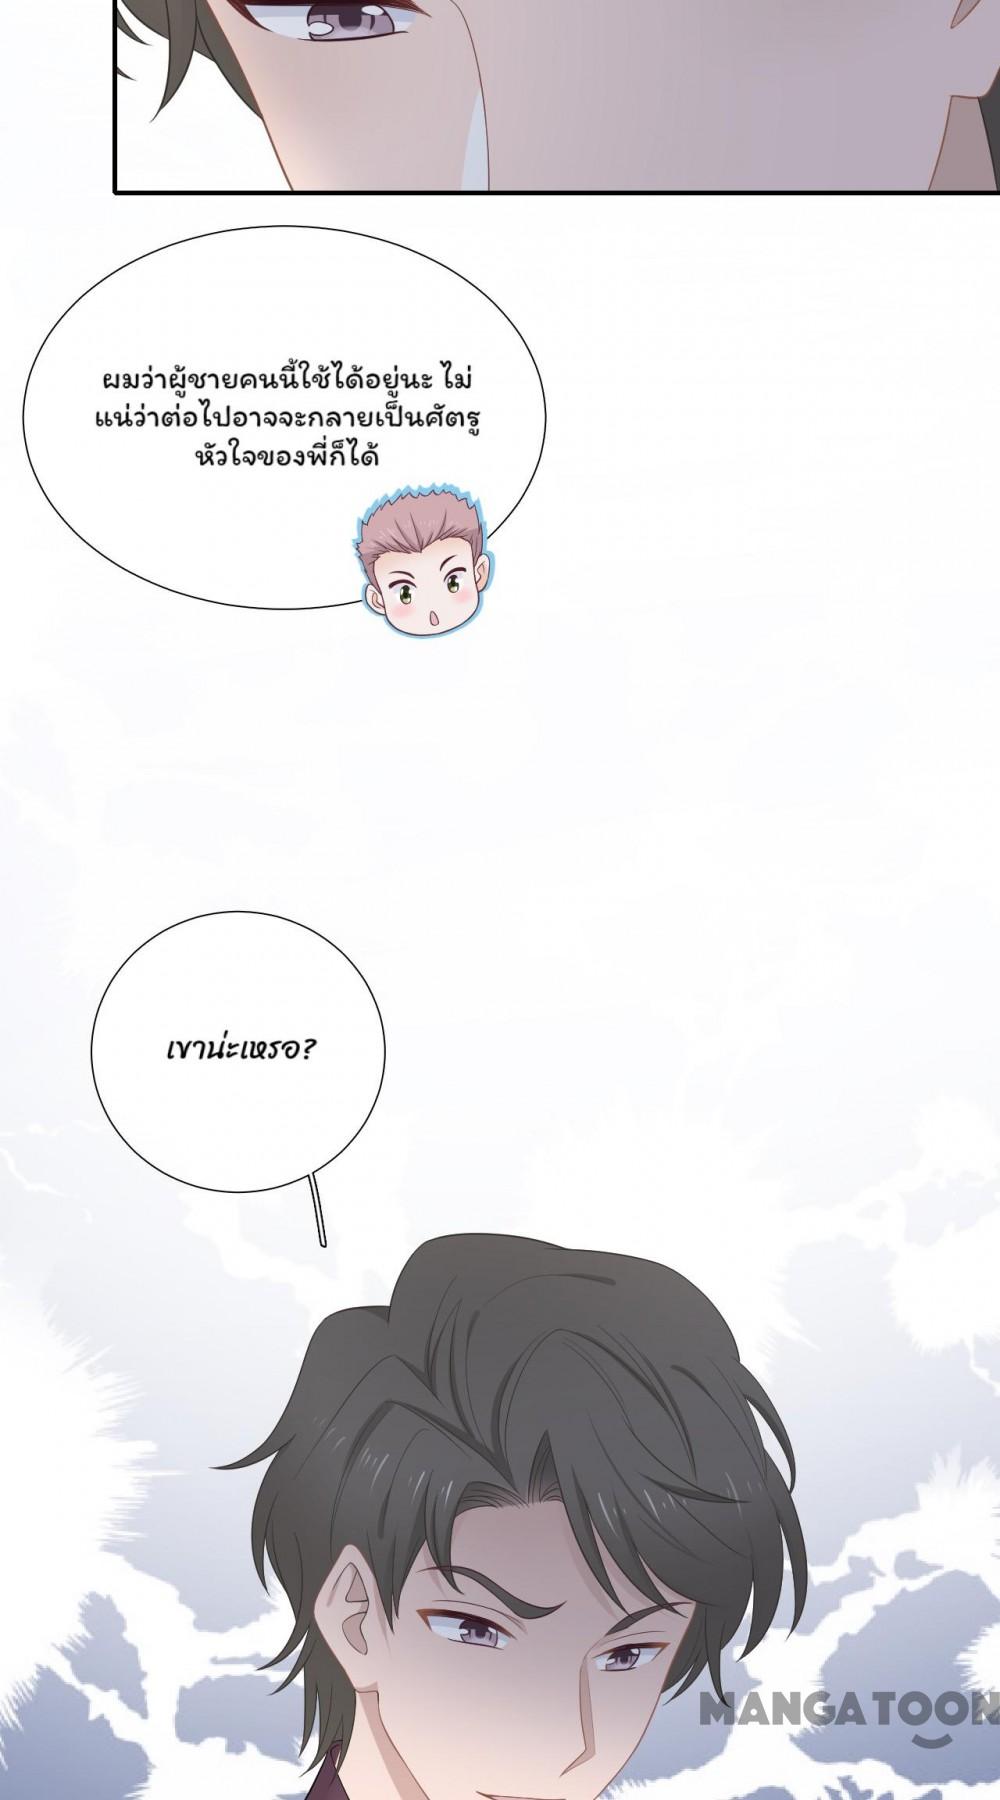 ผมว่าผู้ชายคนนี้ใช้ได้อยู่นะ ไม่
แน่ว่าต่อไปอาจจะกลายเป็นศัตรู
หัวใจของพี่ก็ได้
เขาน่ะเหรอ?
MANGATOON